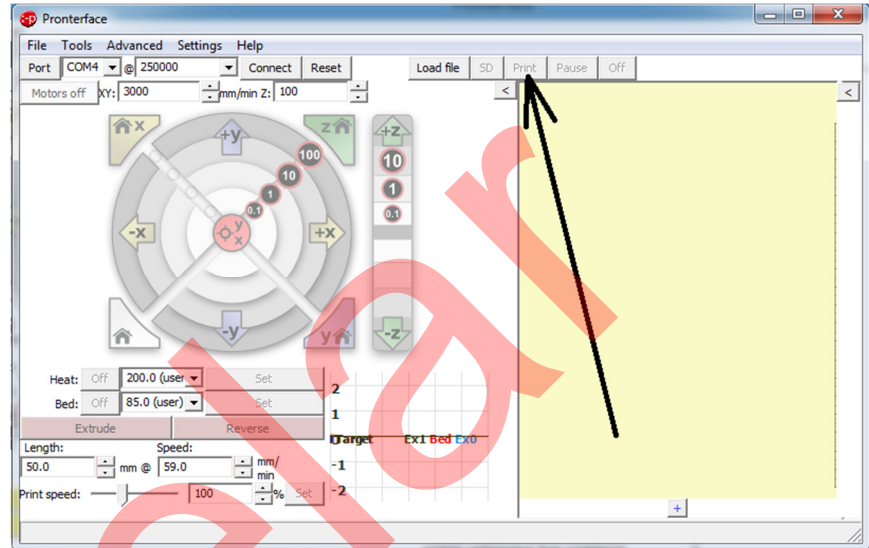 Pronterface
File Tools Advanced Settings Help
Port COM4 @ 250000 Connect Reset Load file SD Print Pause Off
Motors off XY: 3000 mm/min Z: 100 < <
x +y z +z
100 10
10 1
1 0.1
0.1
-x y x +x
-y y -z
Heat: Off 200.0 (user Set
Bed: Off 85.0 (user) Set
Extrude Reverse
Length: Speed:
50.0 mm @ 59.0 mm/
min
Print speed: 100 % Set
2
1
Target Ex1 Bed Ex0
-1
-2
+
elar